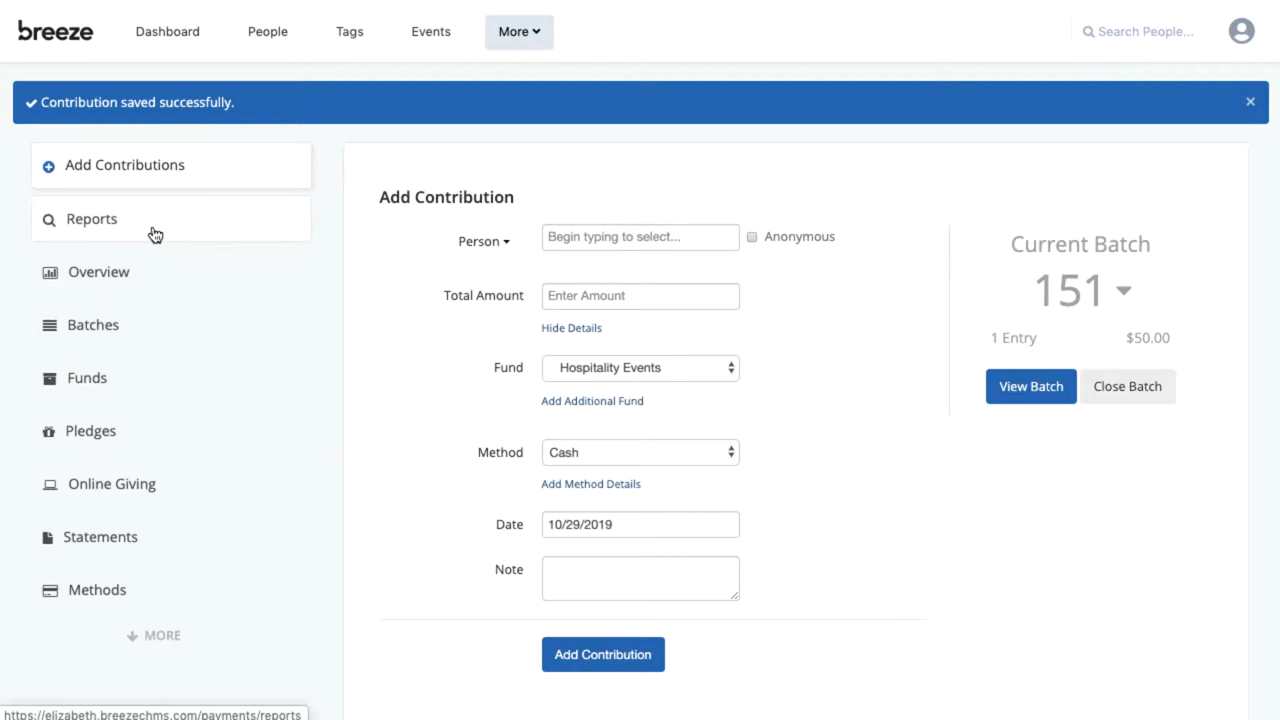 breeze Dashboard People Tags Events More Search People...
Contribution saved successfully. ×
Add Contributions
Reports
Overview
Batches
Funds
Pledges
Online Giving
Statements
Methods
MORE
Add Contribution
Person Begin typing to select... Anonymous
Total Amount Enter Amount
Hide Details
Fund Hospitality Events
Add Additional Fund
Method Cash
Add Method Details
Date 10/29/2019
Note
Add Contribution
Current Batch
151
1 Entry $50.00
View Batch Close Batch
https://elizabeth.breezechms.com/payments/reports